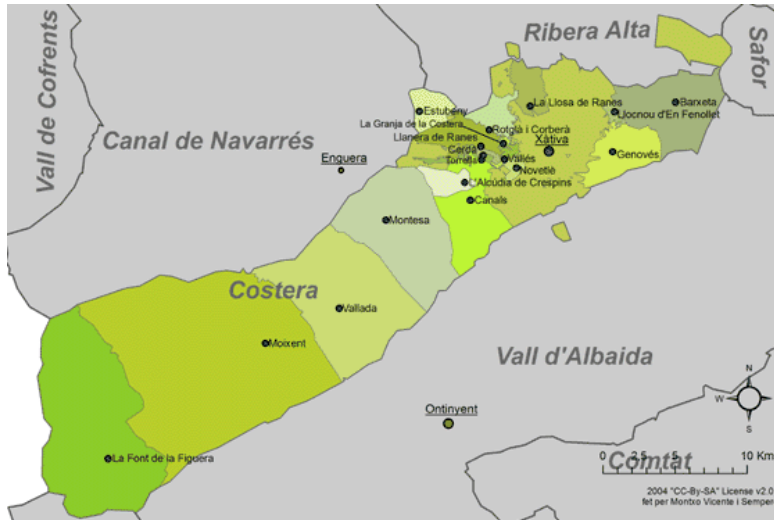 Ribera Alta
Safor
Vall de Cofrents
Canal de Navarrés
Estubeny
La Llosa de Ranes
Barxeta
Llocnou d'En Fenollet
La Granja de la Costera
Rotglà i Corberà
Llanera de Ranes
Xàtiva
Cerdà
Torrella
Vallés
Genovés
Enguera
Novetlè
L'Alcúdia de Crespins
Canals
Montesa
Costera
Vallada
Moixent
Vall d'Albaida
Ontinyent
La Font de la Figuera
N
W
E
S
Comtat
0 5 10 Km
2004 "CC-By-SA" License v2.0
fet per Montxo Vicente i Sempere